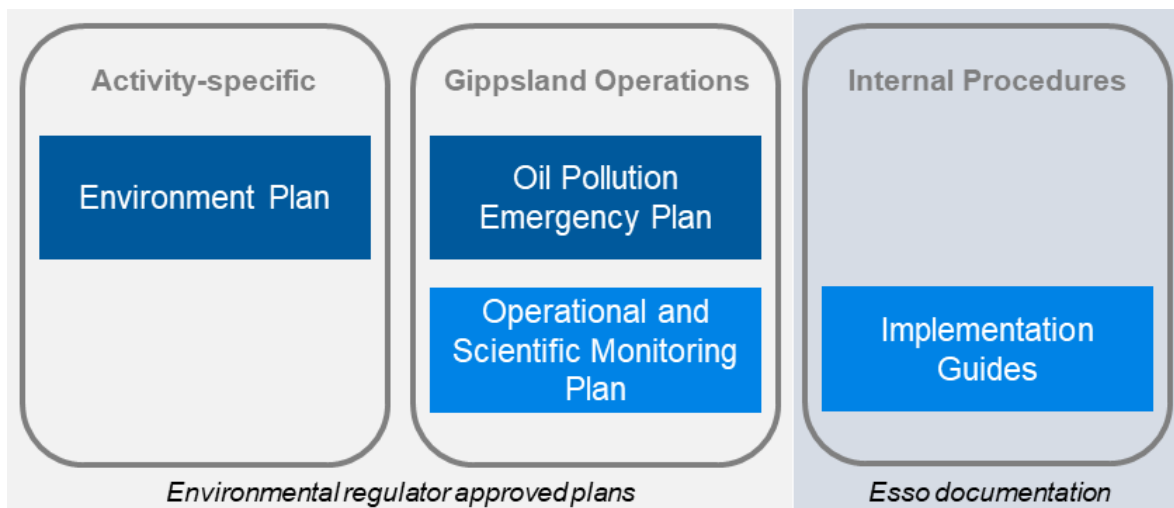 Activity-specific
Environment Plan
Gippsland Operations
Oil Pollution
Emergency Plan
Operational and
Scientific Monitoring
Plan
Environmental regulator approved plans
Internal Procedures
Implementation
Guides
Esso documentation